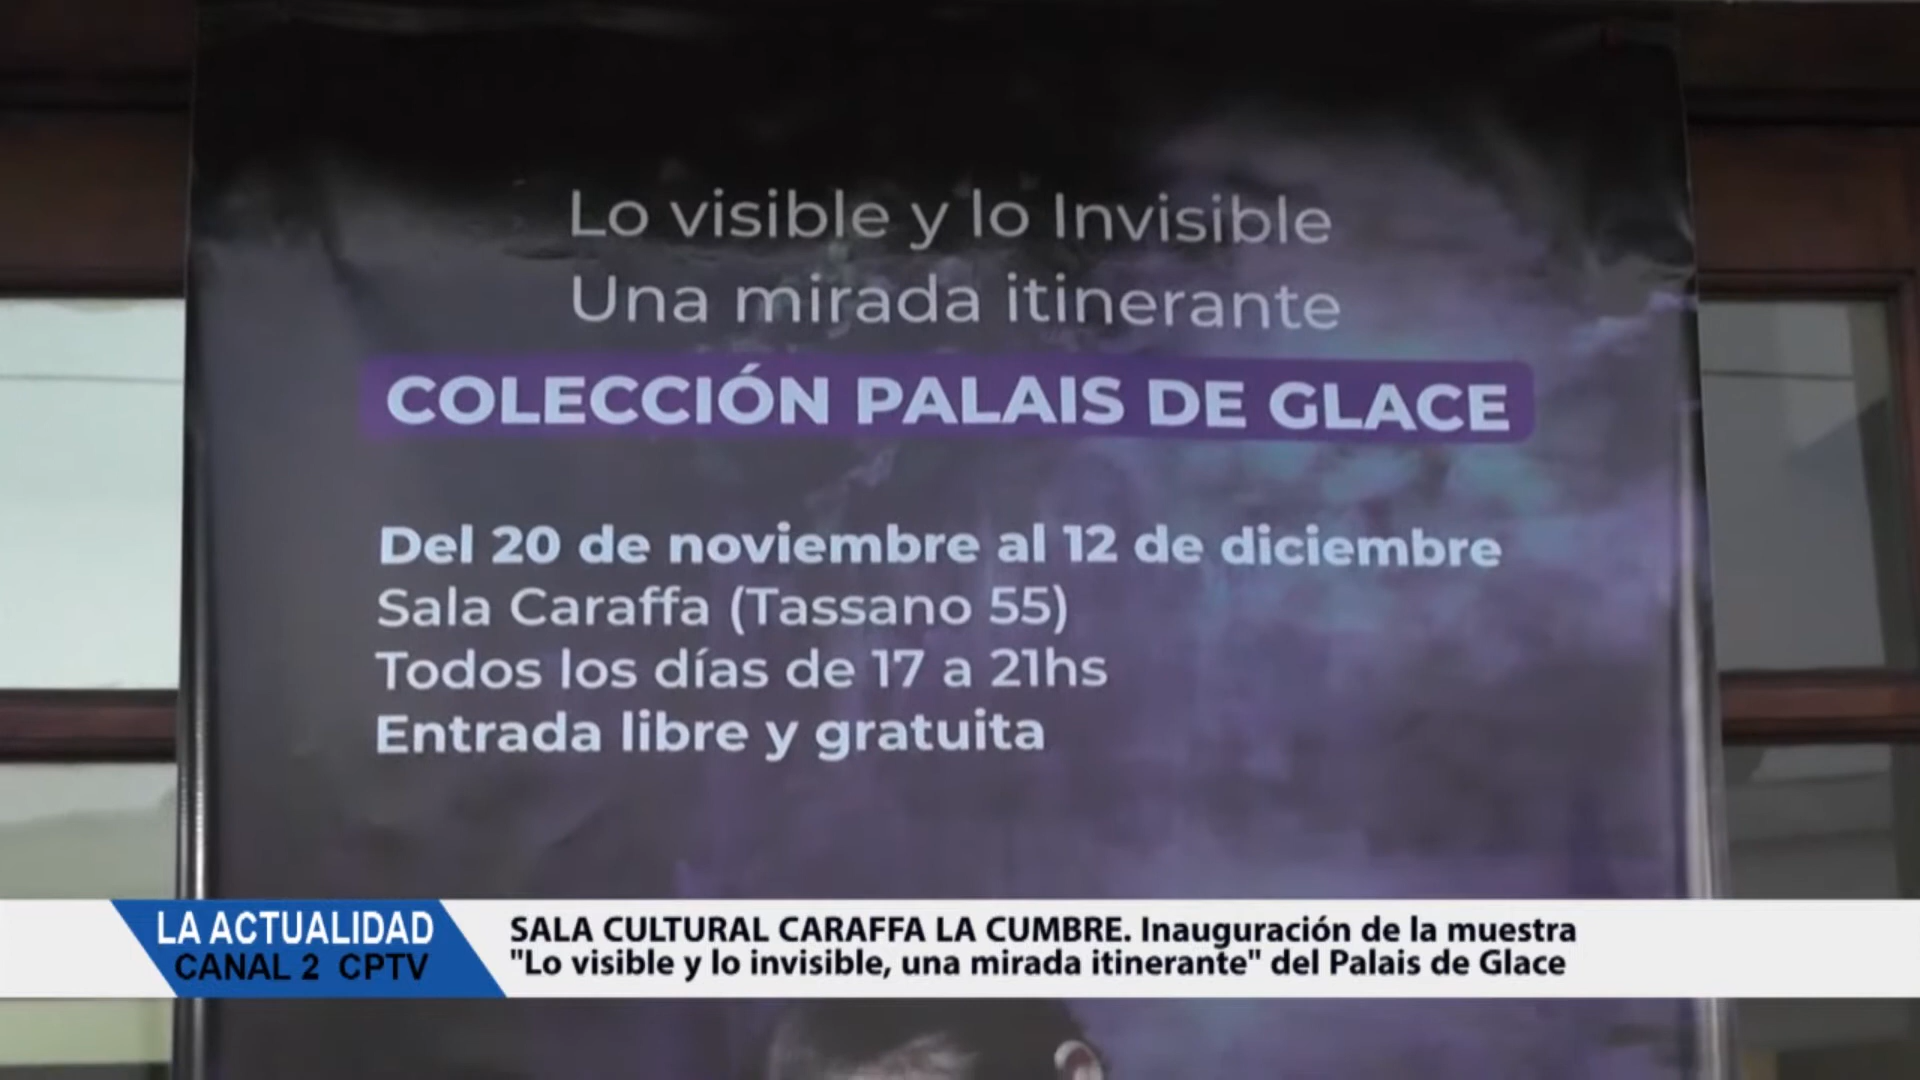 Lo visible y lo Invisible
Una mirada itinerante
COLECCIÓN PALAIS DE GLACE
Del 20 de noviembre al 12 de diciembre
Sala Caraffa (Tassano 55)
Todos los días de 17 a 21hs
Entrada libre y gratuita
LA ACTUALIDAD
CANAL 2 CPTV
SALA CULTURAL CARAFFA LA CUMBRE. Inauguración de la muestra
"Lo visible y lo invisible, una mirada itinerante" del Palais de Glace